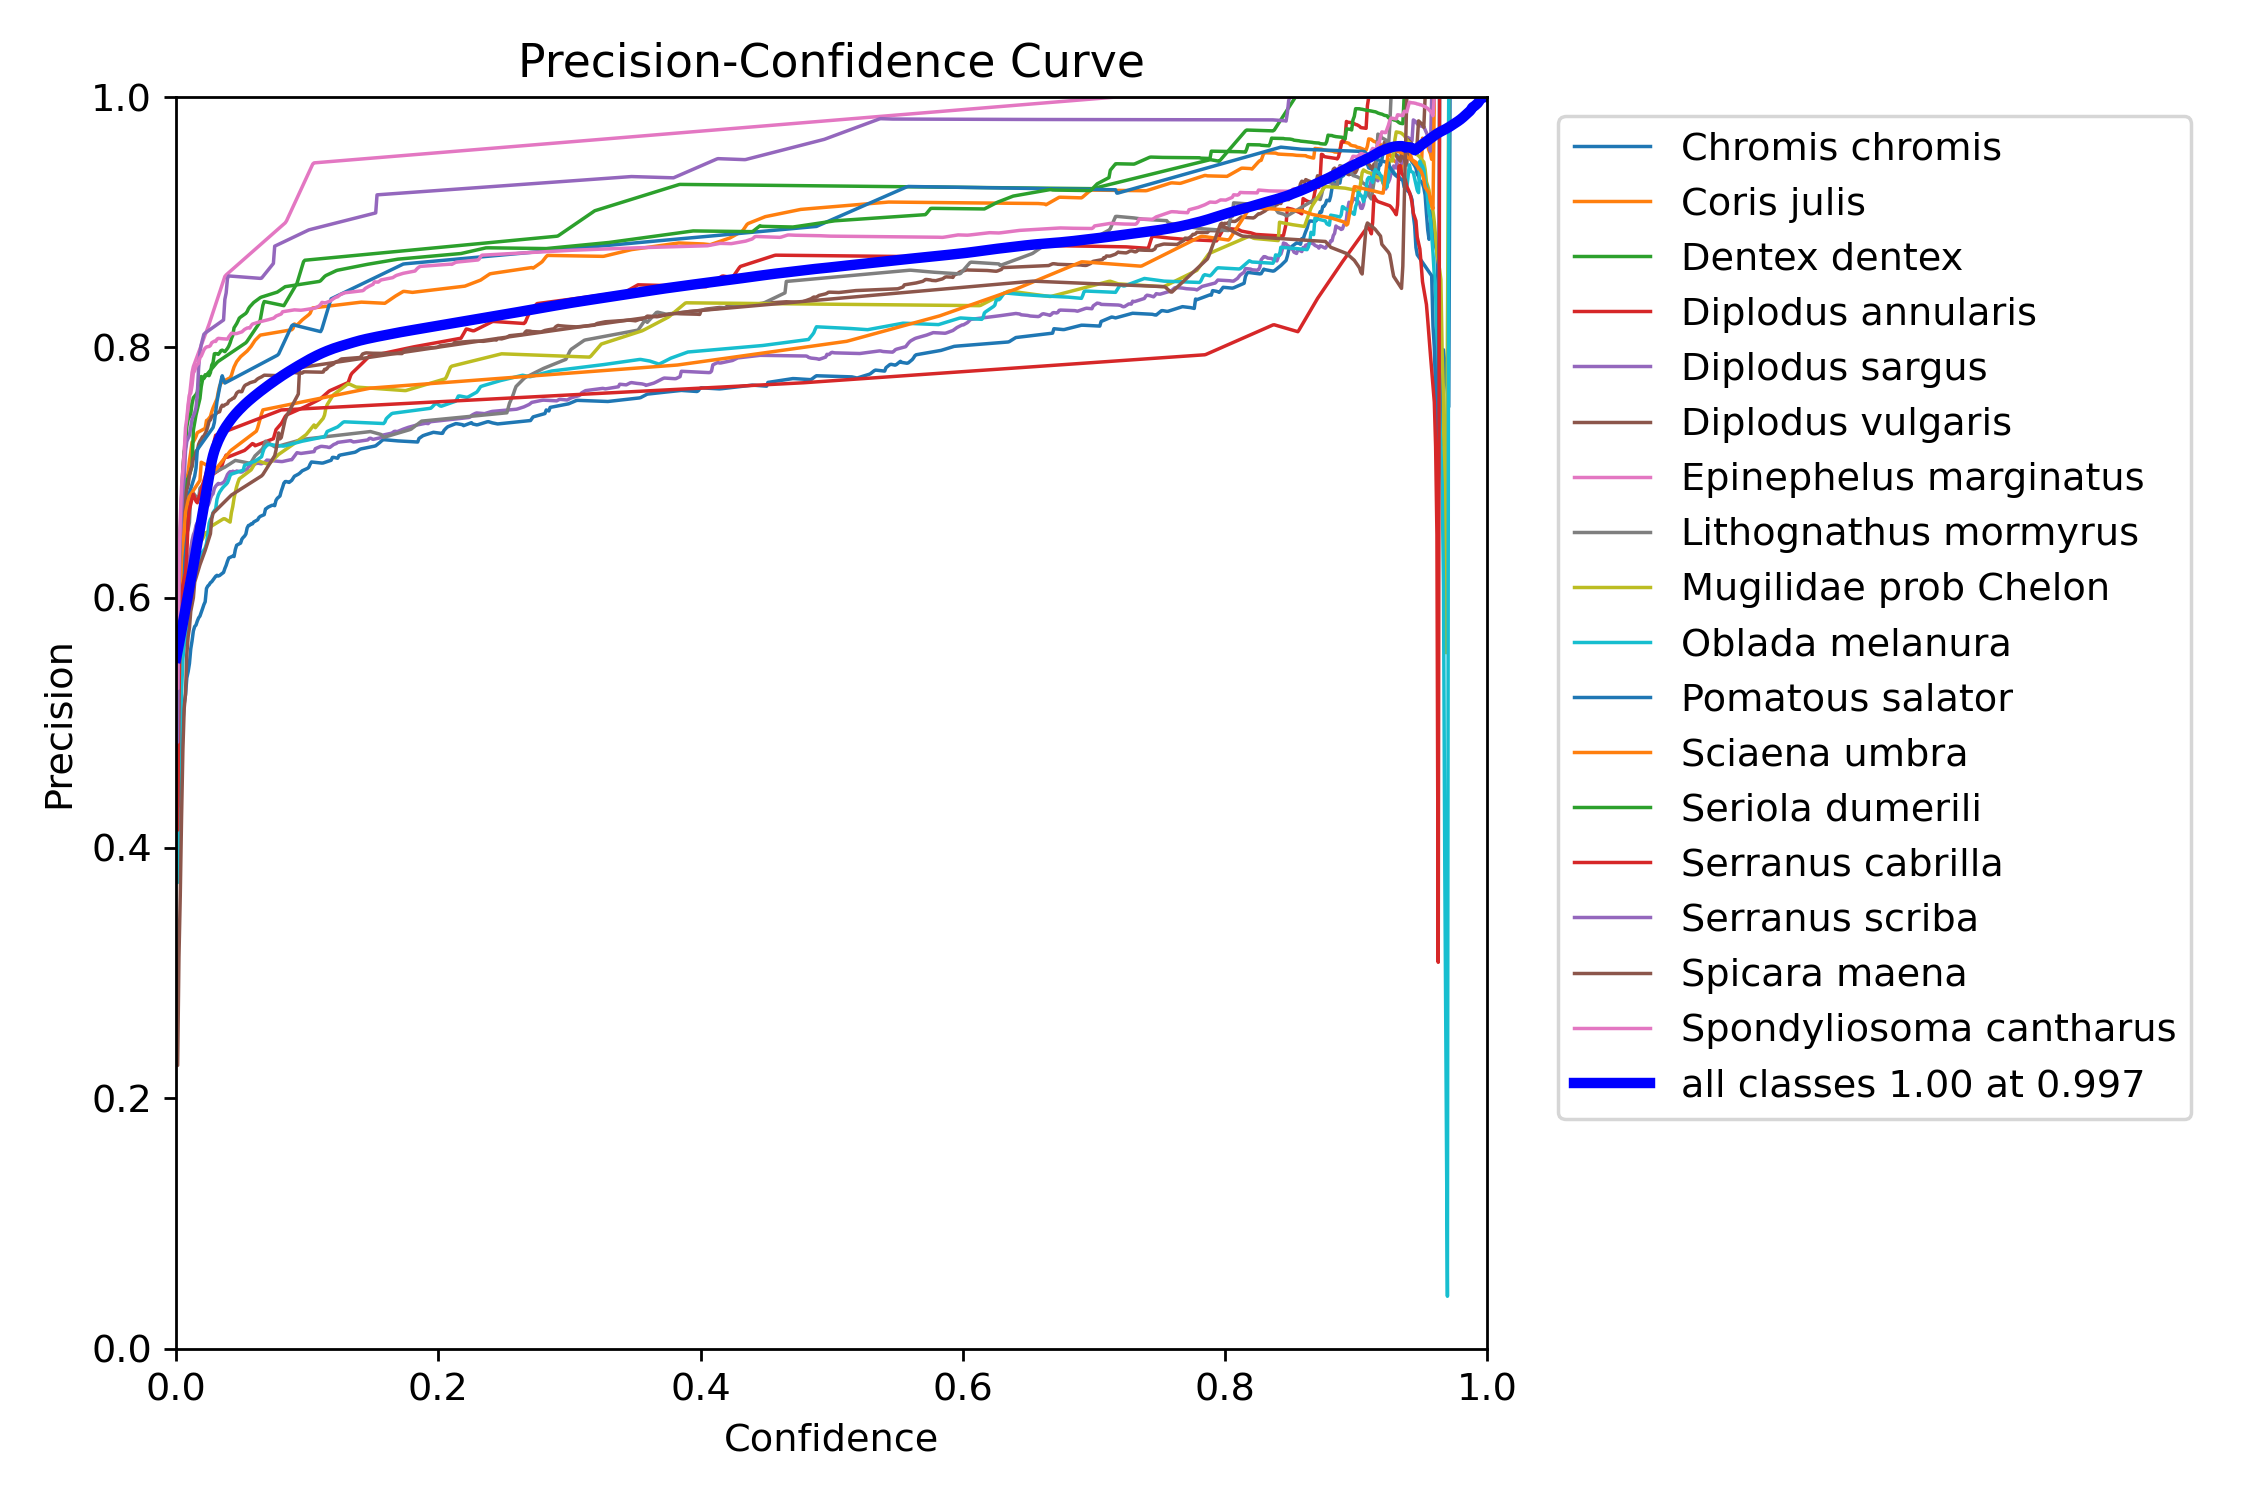 Precision-Confidence Curve
1.0
0.8
0.6
0.4
0.2
0.0
Precision
0.0 0.2 0.4 0.6 0.8 1.0
Confidence
Chromis chromis
Coris julis
Dentex dentex
Diplodus annularis
Diplodus sargus
Diplodus vulgaris
Epinephelus marginatus
Lithognathus mormyrus
Mugilidae prob Chelon
Oblada melanura
Pomatous salator
Sciaena umbra
Seriola dumerili
Serranus cabrilla
Serranus scriba
Spicara maena
Spondyliosoma cantharus
all classes 1.00 at 0.997